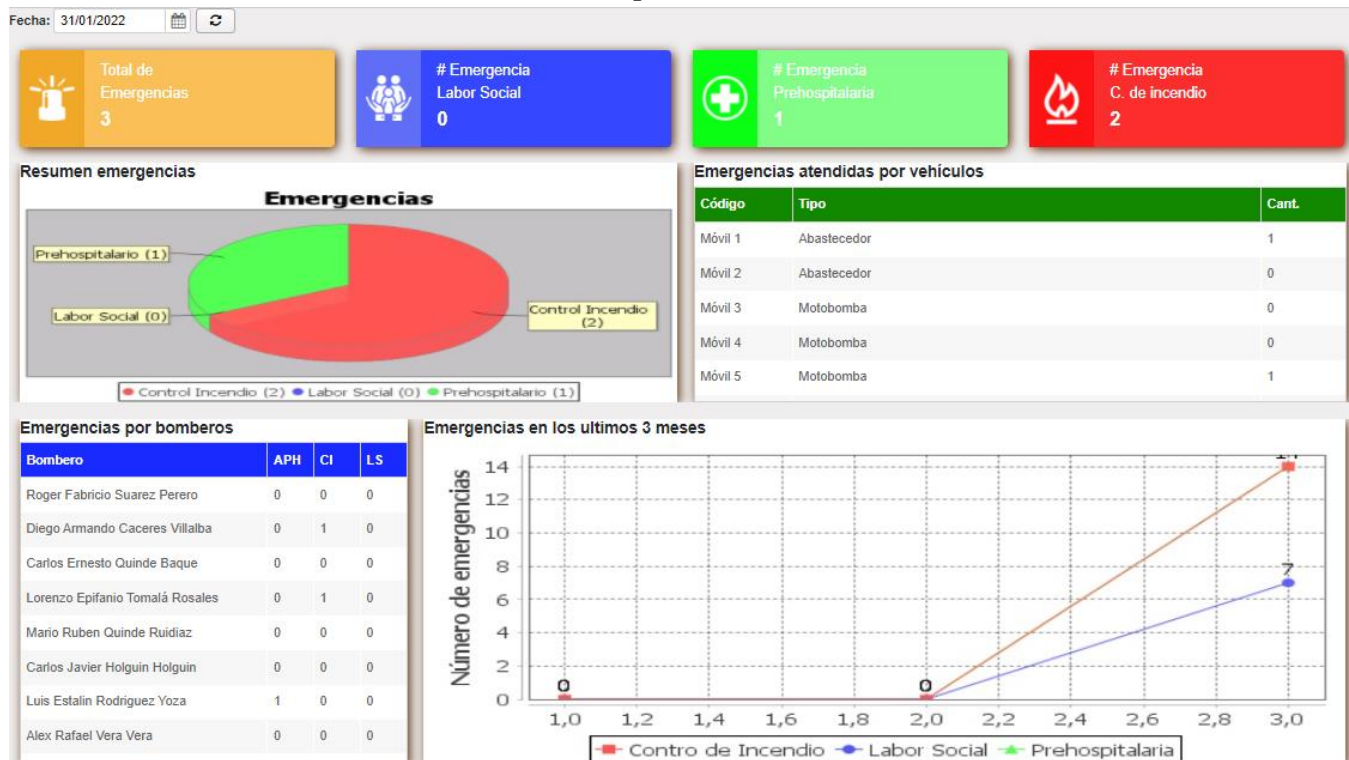 Fecha: 31/01/2022
Total de
Emergencias
3
# Emergencia
Labor Social
0
# Emergencia
Prehospitalaria
1
# Emergencia
C. de incendio
2
Resumen emergencias
Emergencias
Prehospitalario (1)
Labor Social (0)
Control Incendio
(2)
Control Incendio (2) Labor Social (0) Prehospitalario (1)
Emergencias atendidas por vehículos
Código Tipo Cant.
Móvil 1 Abastecedor 1
Móvil 2 Abastecedor 0
Móvil 3 Motobomba 0
Móvil 4 Motobomba 0
Móvil 5 Motobomba 1
Emergencias por bomberos
Bombero APH CI LS
Roger Fabricio Suarez Perero 0 0 0
Diego Armando Caceres Villalba 0 1 0
Carlos Ernesto Quinde Baque 0 0 0
Lorenzo Epifanio Tomalá Rosales 0 1 0
Mario Ruben Quinde Ruidiaz 0 0 0
Carlos Javier Holguin Holguin 0 0 0
Luis Estalin Rodriguez Yoza 1 0 0
Alex Rafael Vera Vera 0 0 0
Emergencias en los ultimos 3 meses
Número de emergencias
14
12
10
8
6
4
2
0
0
0
7
14
1,0 1,2 1,4 1,6 1,8 2,0 2,2 2,4 2,6 2,8 3,0
Contro de Incendio Labor Social Prehospitalaria